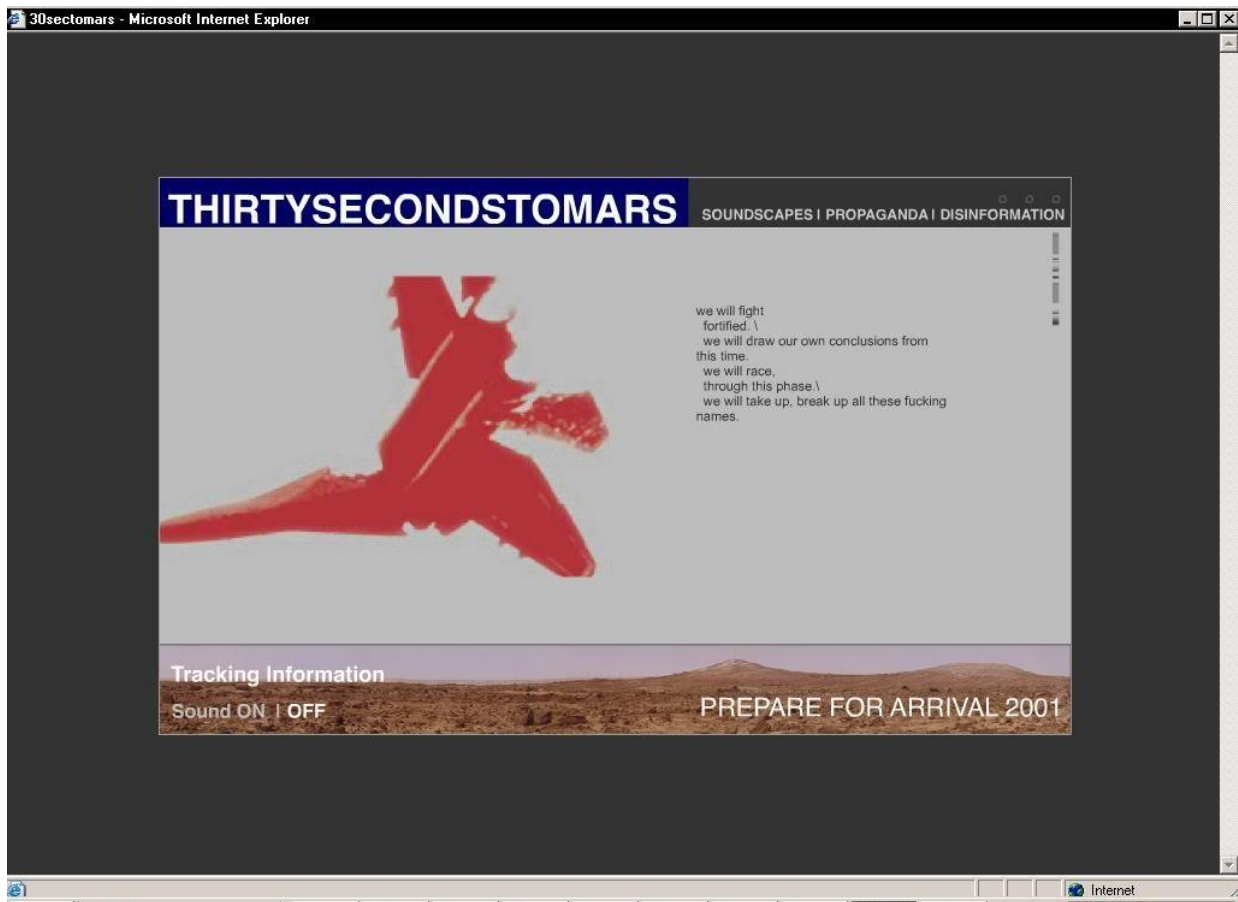 30sectomars - Microsoft Internet Explorer
THIRTYSECONDSTOMARS
SOUNDSCAPES | PROPAGANDA | DISINFORMATION
we will fight
fortified. \
we will draw our own conclusions from
this time.
we will race,
through this phase.\
we will take up, break up all these fucking
names.
Tracking Information
Sound ON | OFF
PREPARE FOR ARRIVAL 2001
Internet